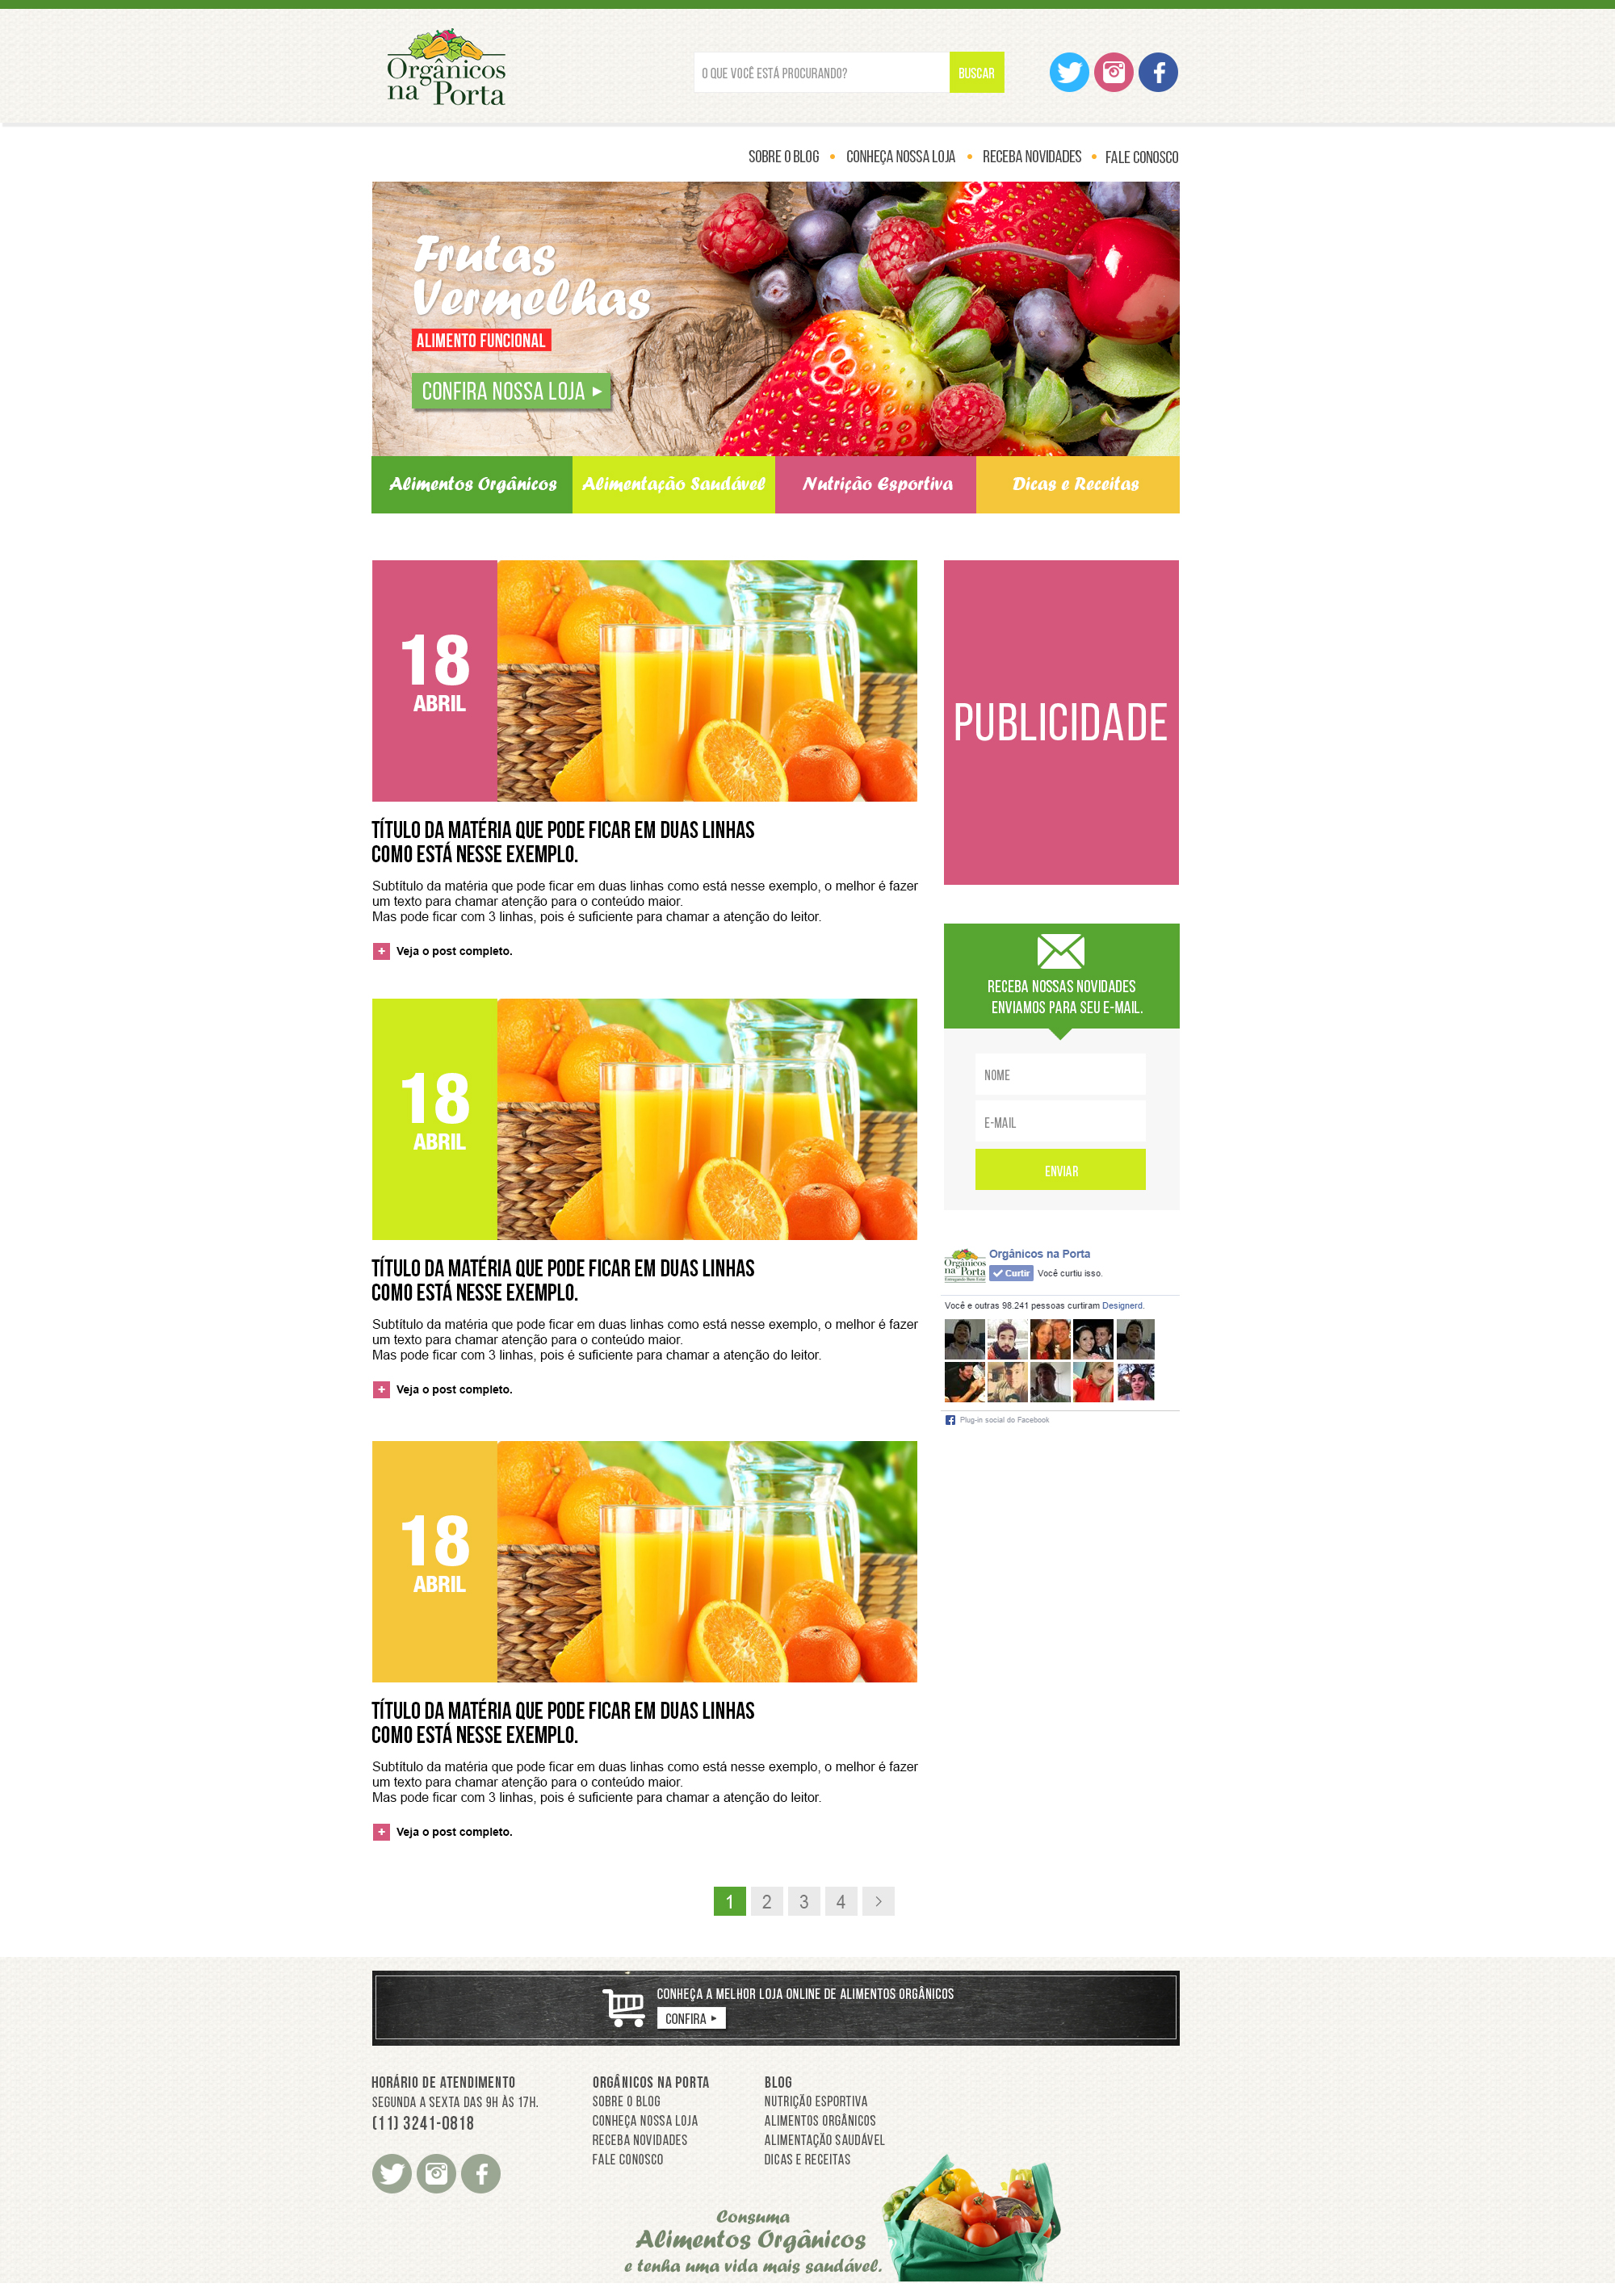 Orgânicos
na Porta
O QUE VOCÊ ESTÁ PROCURANDO?
BUSCAR
SOBRE O BLOG • CONHEÇA NOSSA LOJA • RECEBA NOVIDADES • FALE CONOSCO
Frutas
Vermelhas
ALIMENTO FUNCIONAL
CONFIRA NOSSA LOJA
Alimentos Orgânicos
Alimentação Saudável
Nutrição Esportiva
Dicas e Receitas
18
ABRIL
TÍTULO DA MATÉRIA QUE PODE FICAR EM DUAS LINHAS
COMO ESTÁ NESSE EXEMPLO.
Subtítulo da matéria que pode ficar em duas linhas como está nesse exemplo, o melhor é fazer
um texto para chamar atenção para o conteúdo maior.
Mas pode ficar com 3 linhas, pois é suficiente para chamar a atenção do leitor.
+ Veja o post completo.
18
ABRIL
TÍTULO DA MATÉRIA QUE PODE FICAR EM DUAS LINHAS
COMO ESTÁ NESSE EXEMPLO.
Subtítulo da matéria que pode ficar em duas linhas como está nesse exemplo, o melhor é fazer
um texto para chamar atenção para o conteúdo maior.
Mas pode ficar com 3 linhas, pois é suficiente para chamar a atenção do leitor.
+ Veja o post completo.
18
ABRIL
TÍTULO DA MATÉRIA QUE PODE FICAR EM DUAS LINHAS
COMO ESTÁ NESSE EXEMPLO.
Subtítulo da matéria que pode ficar em duas linhas como está nesse exemplo, o melhor é fazer
um texto para chamar atenção para o conteúdo maior.
Mas pode ficar com 3 linhas, pois é suficiente para chamar a atenção do leitor.
+ Veja o post completo.
PUBLICIDADE
RECEBA NOSSAS NOVIDADES
ENVIAMOS PARA SEU E-MAIL.
NOME
E-MAIL
ENVIAR
Orgânicos
na Porta
Orgânicos na Porta
Curtir Você curtiu isso.
Você e outras 98.241 pessoas curtiram Designerd.
Plug-in social do Facebook
1 2 3 4 >
CONHEÇA A MELHOR LOJA ONLINE DE ALIMENTOS ORGÂNICOS
CONFIRA
HORÁRIO DE ATENDIMENTO
SEGUNDA A SEXTA DAS 9H ÀS 17H.
(11) 3241-0818
ORGÂNICOS NA PORTA
SOBRE O BLOG
CONHEÇA NOSSA LOJA
RECEBA NOVIDADES
FALE CONOSCO
BLOG
NUTRIÇÃO ESPORTIVA
ALIMENTOS ORGÂNICOS
ALIMENTAÇÃO SAUDÁVEL
DICAS E RECEITAS
Consuma
Alimentos Orgânicos
e tenha uma vida mais saudável.